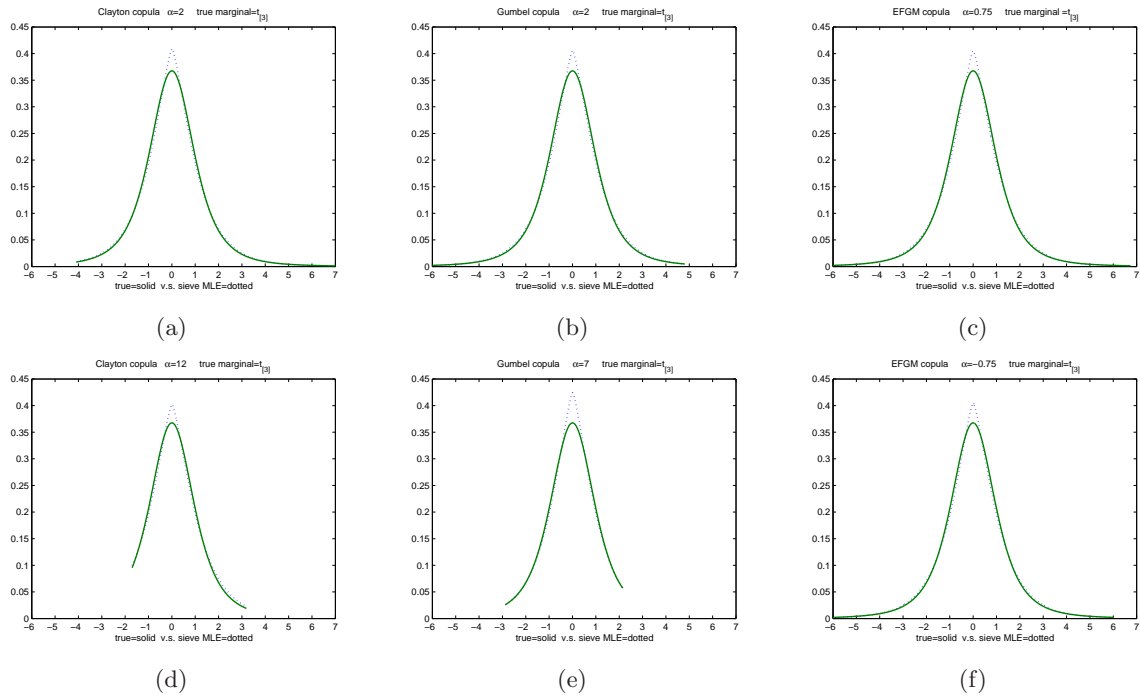 Clayton copula α=2 true marginal=t[3]
0.45
0.4
0.35
0.3
0.25
0.2
0.15
0.1
0.05
0
−6 −5 −4 −3 −2 −1 0 1 2 3 4 5 6 7
true=solid v.s. sieve MLE=dotted
(a)
Gumbel copula α=2 true marginal=t[3]
0.45
0.4
0.35
0.3
0.25
0.2
0.15
0.1
0.05
0
−6 −5 −4 −3 −2 −1 0 1 2 3 4 5 6 7
true=solid v.s. sieve MLE=dotted
(b)
EFGM copula α=0.75 true marginal =t[3]
0.45
0.4
0.35
0.3
0.25
0.2
0.15
0.1
0.05
0
−6 −5 −4 −3 −2 −1 0 1 2 3 4 5 6 7
true=solid v.s. sieve MLE=dotted
(c)
Clayton copula α=12 true marginal=t[3]
0.45
0.4
0.35
0.3
0.25
0.2
0.15
0.1
0.05
0
−6 −5 −4 −3 −2 −1 0 1 2 3 4 5 6 7
true=solid v.s. sieve MLE=dotted
(d)
Gumbel copula α=7 true marginal=t[3]
0.45
0.4
0.35
0.3
0.25
0.2
0.15
0.1
0.05
0
−6 −5 −4 −3 −2 −1 0 1 2 3 4 5 6 7
true=solid v.s. sieve MLE=dotted
(e)
EFGM copula α=−0.75 true marginal=t[3]
0.45
0.4
0.35
0.3
0.25
0.2
0.15
0.1
0.05
0
−6 −5 −4 −3 −2 −1 0 1 2 3 4 5 6 7
true=solid v.s. sieve MLE=dotted
(f)